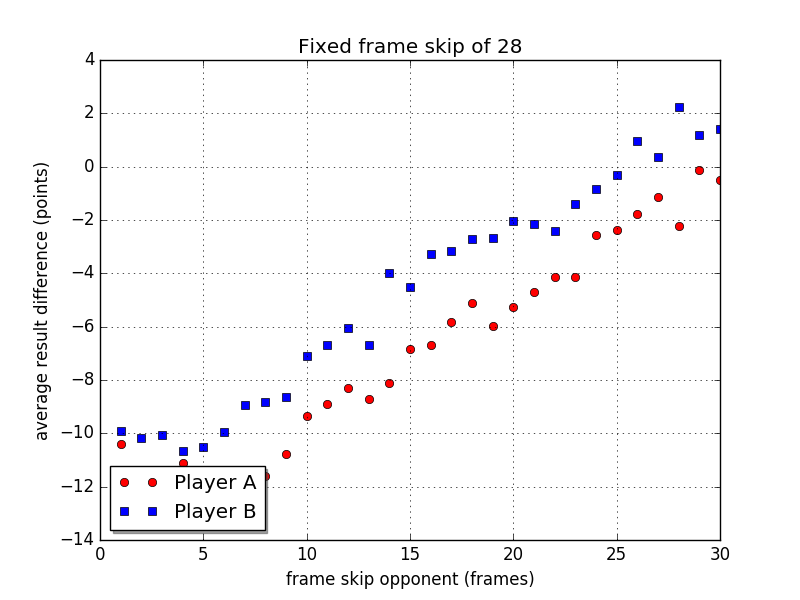 Fixed frame skip of 28
average result difference (points)
4
2
0
−2
−4
−6
−8
−10
−12
−14
Player A
Player B
0 5 10 15 20 25 30
frame skip opponent (frames)